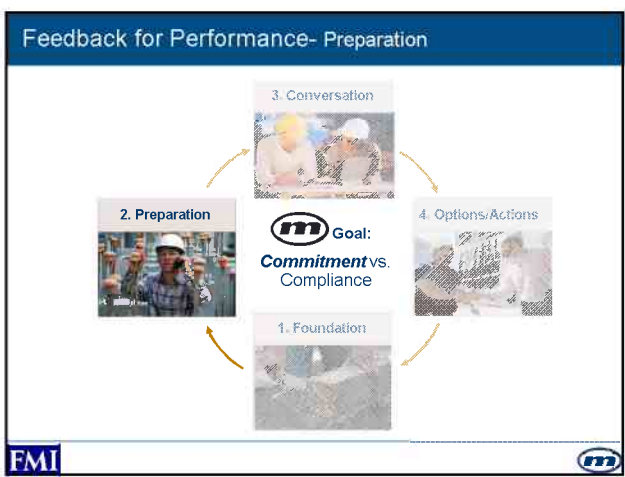 Feedback for Performance- Preparation
3. Conversation
2. Preparation
4. Options/Actions
m Goal:
Commitment vs.
Compliance
1. Foundation
FMI
m